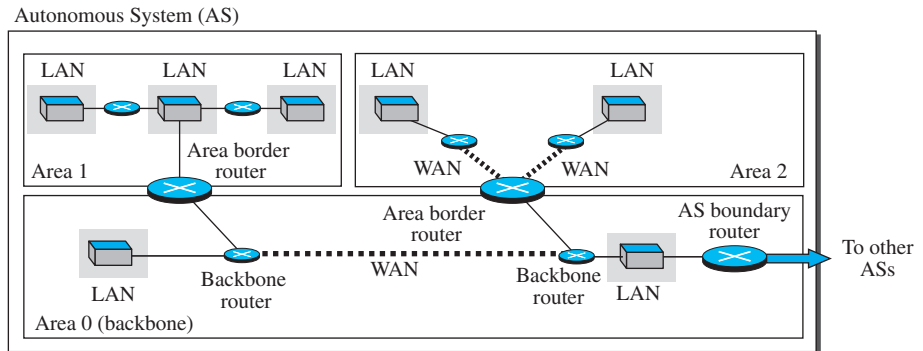 Autonomous System (AS)
LAN
LAN
LAN
Area border
router
Area 1
LAN
LAN
WAN
WAN
Area 2
Area border
router
AS boundary
router
To other
ASs
LAN
Backbone
router
WAN
Backbone
router
LAN
Area 0 (backbone)